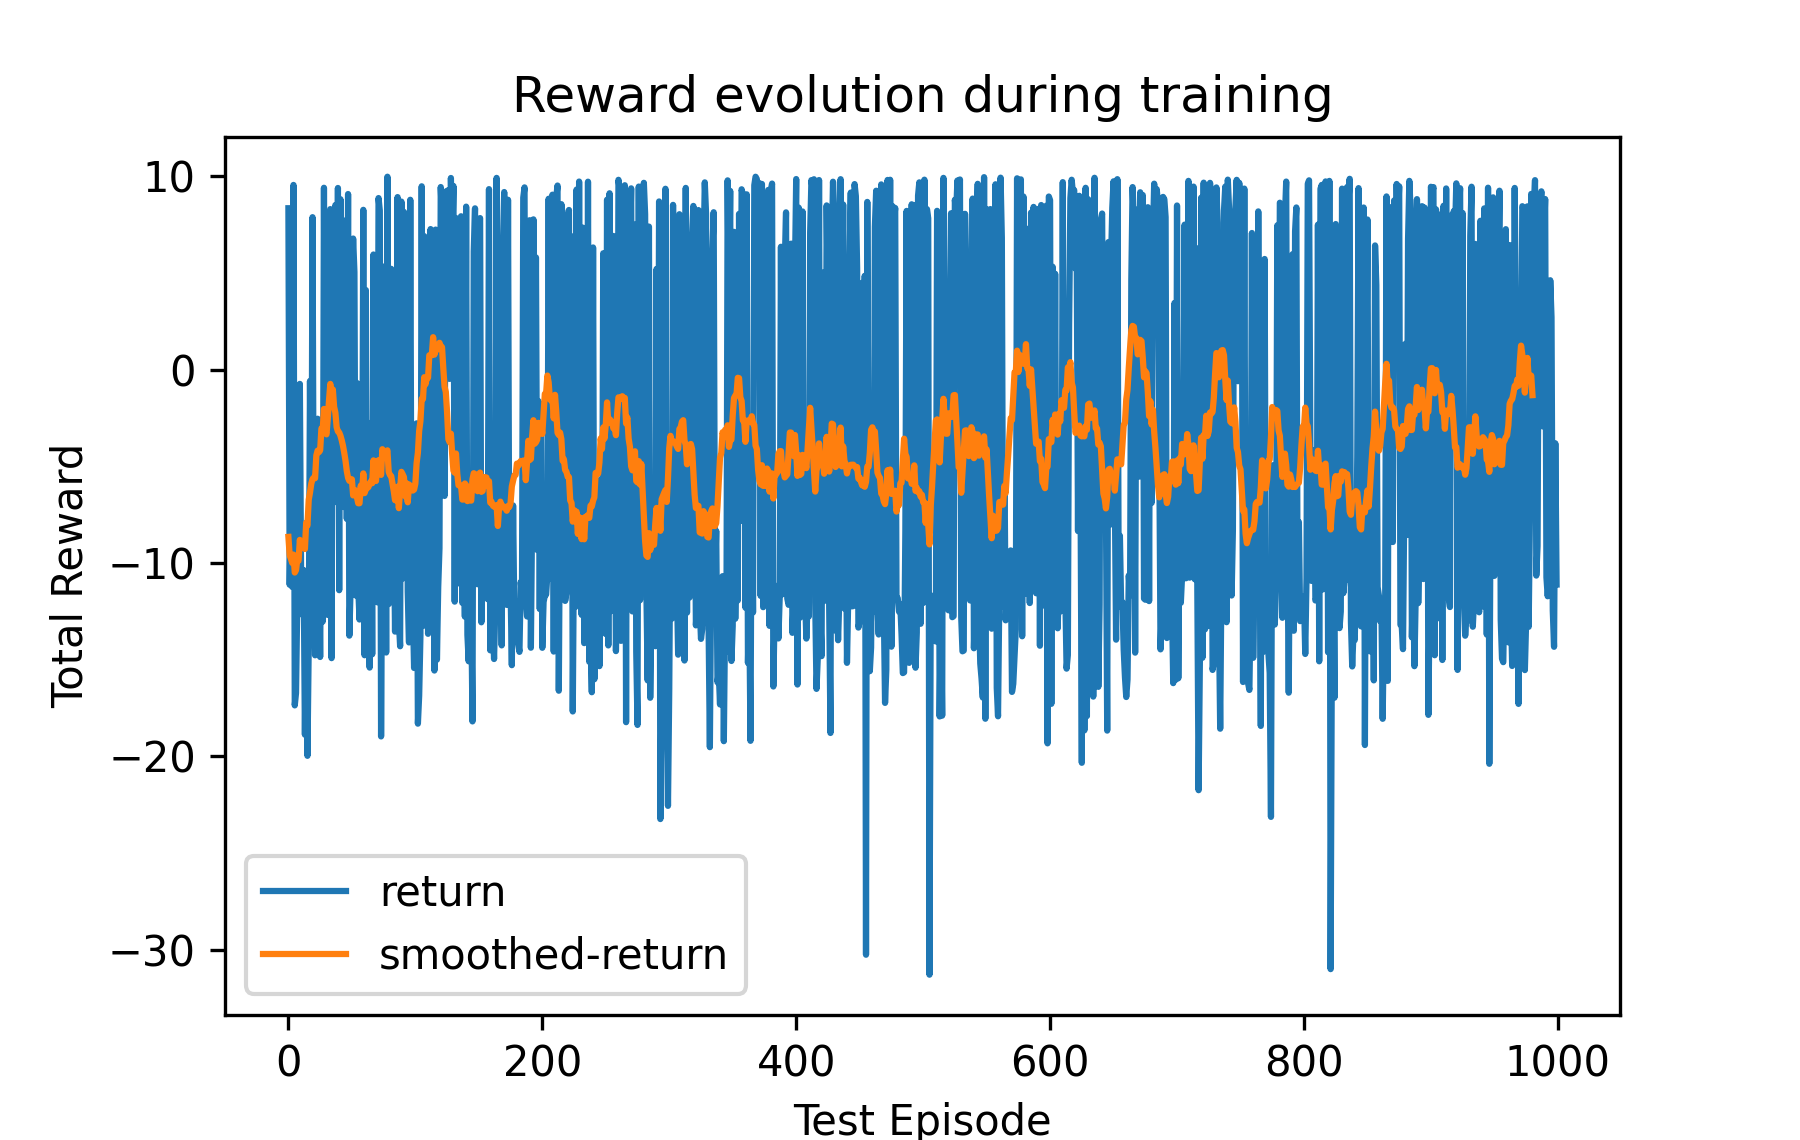 Reward evolution during training
Total Reward
10
0
−10
−20
−30
return
smoothed-return
0 200 400 600 800 1000
Test Episode